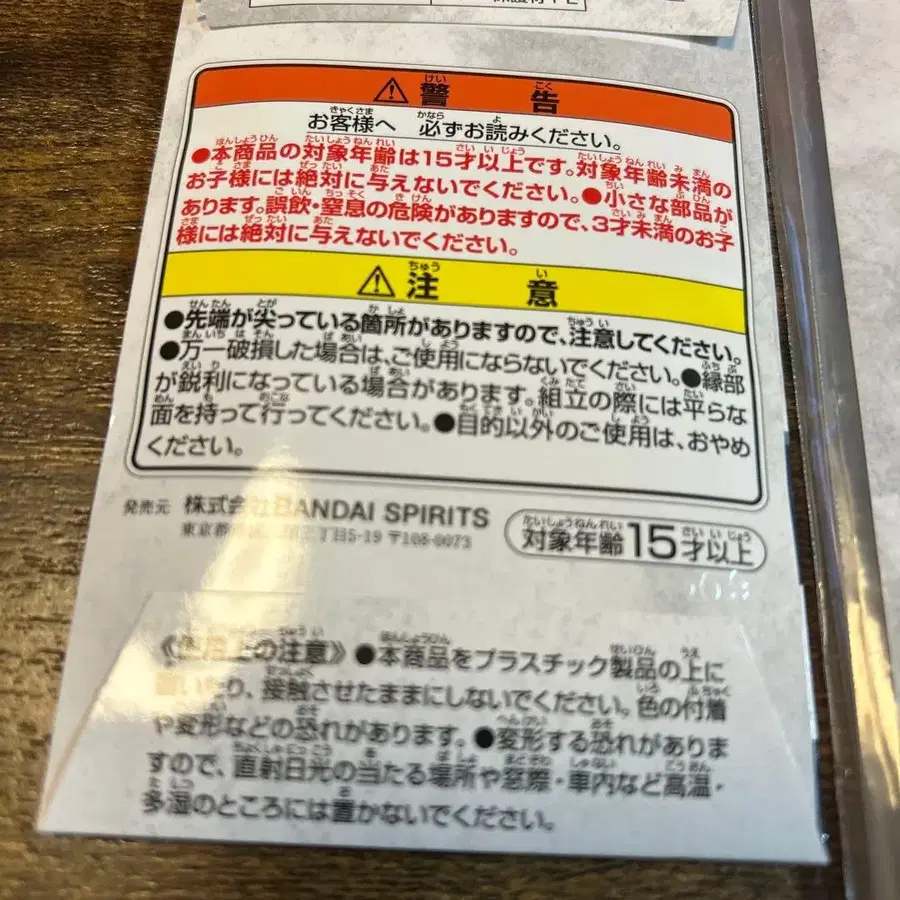 ⚠警告
お客様へ 必ずお読みください。
●本商品の対象年齢は15才以上です。対象年齢未満の
お子様には絶対に与えないでください。●小さな部品が
あります。誤飲・窒息の危険がありますので、3才未満のお子
様には絶対に与えないでください。
⚠注意
●先端が尖っている箇所がありますので、注意してください。
●万一破損した場合は、ご使用にならないでください。●縁部
が鋭利になっている場合があります。組立の際には平らな
面を持って行ってください。●目的以外のご使用は、おやめ
ください。
発売元 株式会社BANDAI SPIRITS
東京都港区 丁目5-19 〒108-0073
対象年齢15才以上
《使用上の注意》●本商品をプラスチック製品の上に
置いたり、接触させたままにしないでください。色の付着
や変形などの恐れがあります。●変形する恐れがありま
すので、直射日光の当たる場所や窓際・車内など高温・
多湿のところには置かないでください。